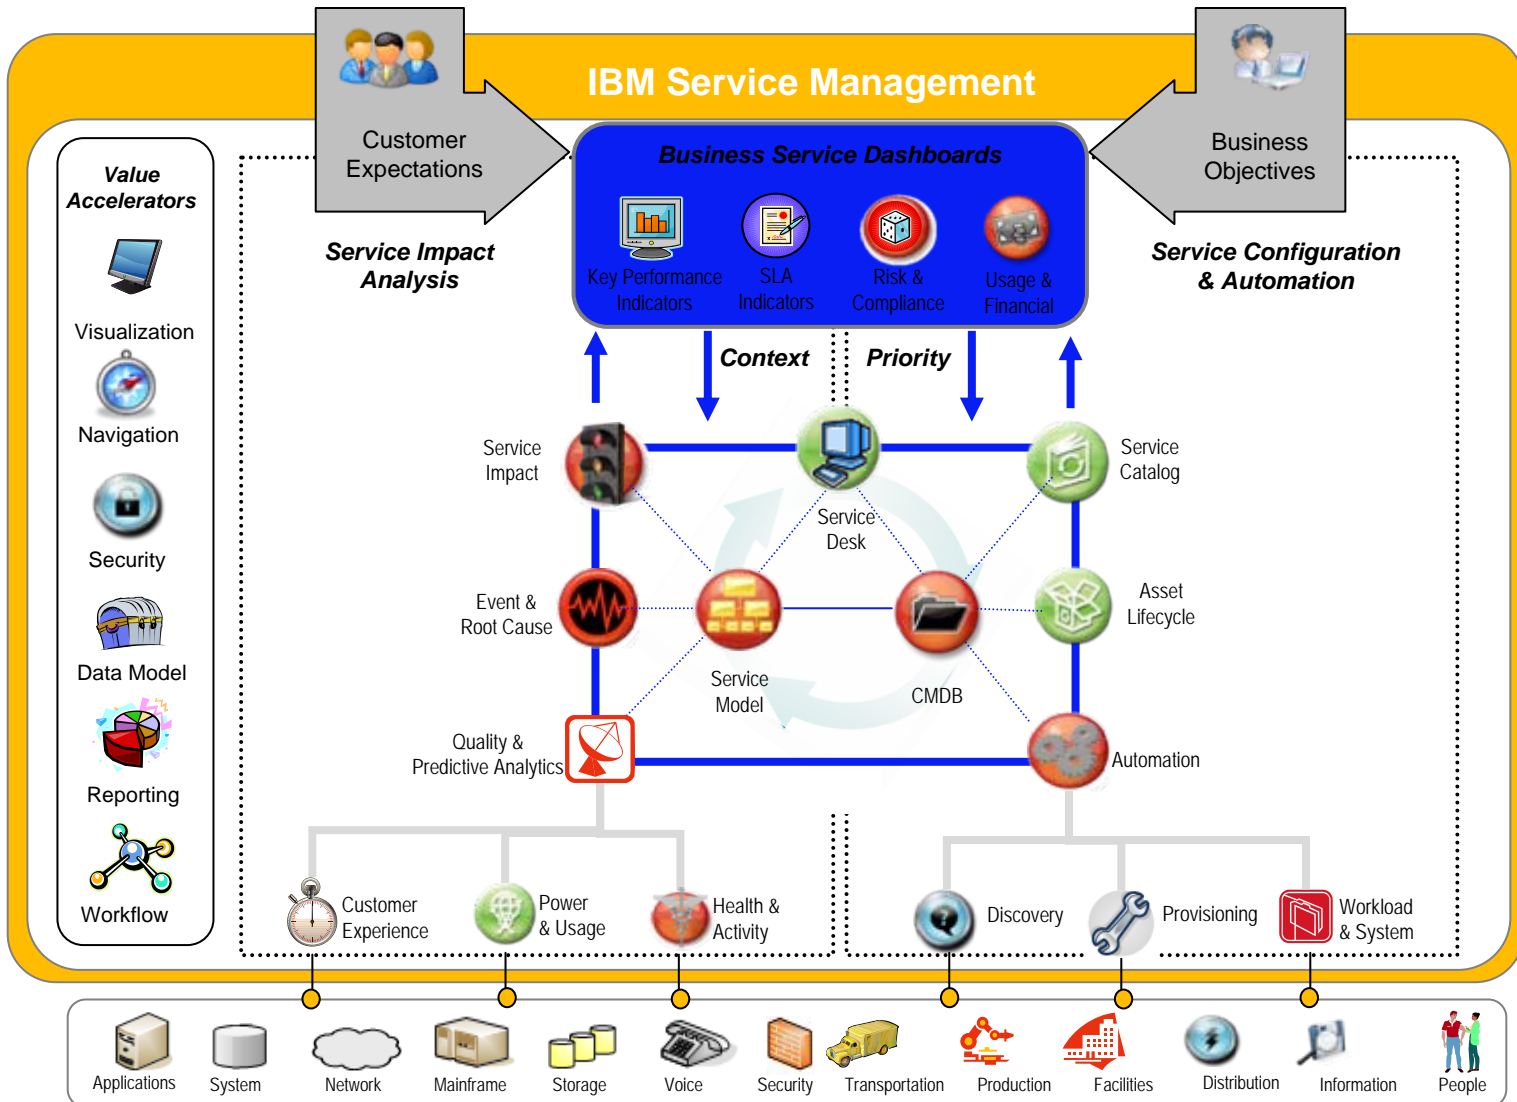 IBM Service Management
Customer
Expectations
Business
Objectives
Business Service Dashboards
Key Performance
Indicators
SLA
Indicators
Risk &
Compliance
Usage &
Financial
Value
Accelerators
Visualization
Navigation
Security
Data Model
Reporting
Workflow
Service Impact
Analysis
Service Configuration
& Automation
Context
Priority
Service
Impact
Service
Desk
Service
Catalog
Event &
Root Cause
Service
Model
CMDB
Asset
Lifecycle
Quality &
Predictive Analytics
Automation
Customer
Experience
Power
& Usage
Health &
Activity
Discovery
Provisioning
Workload
& System
Applications
System
Network
Mainframe
Storage
Voice
Security
Transportation
Production
Facilities
Distribution
Information
People